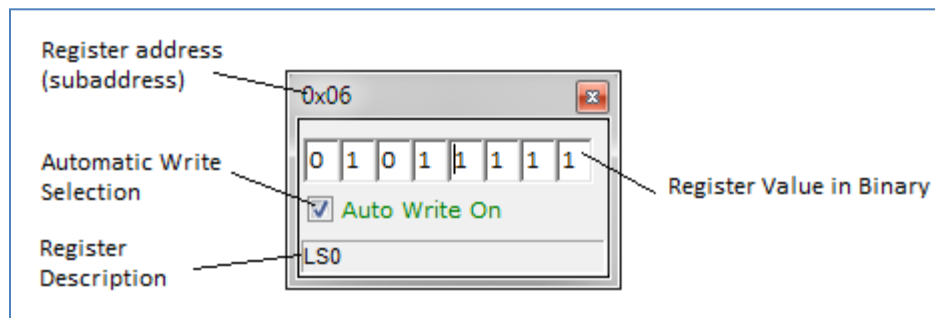 Register address
(subaddress)
0x06
0 1 0 1 1 1 1 1
Automatic Write
Selection
Register Value in Binary
Auto Write On
Register
Description
LS0